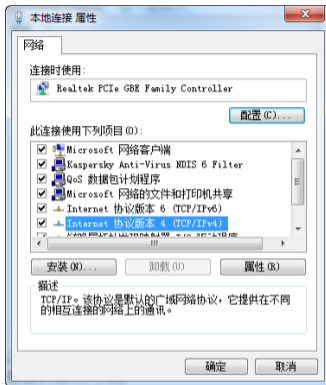 本地连接 属性
网络
连接时使用:
Realtek PCIe GBE Family Controller
配置(C)...
此连接使用下列项目(O):
Microsoft 网络客户端
Kaspersky Anti-Virus NDIS 6 Filter
QoS 数据包计划程序
Microsoft 网络的文件和打印机共享
Internet 协议版本 6 (TCP/IPv6)
Internet 协议版本 4 (TCP/IPv4)
安装(N)...
卸载(U)
属性(R)
描述
TCP/IP。该协议是默认的广域网络协议，它提供在不同
的相互连接的网络上的通讯。
确定
取消